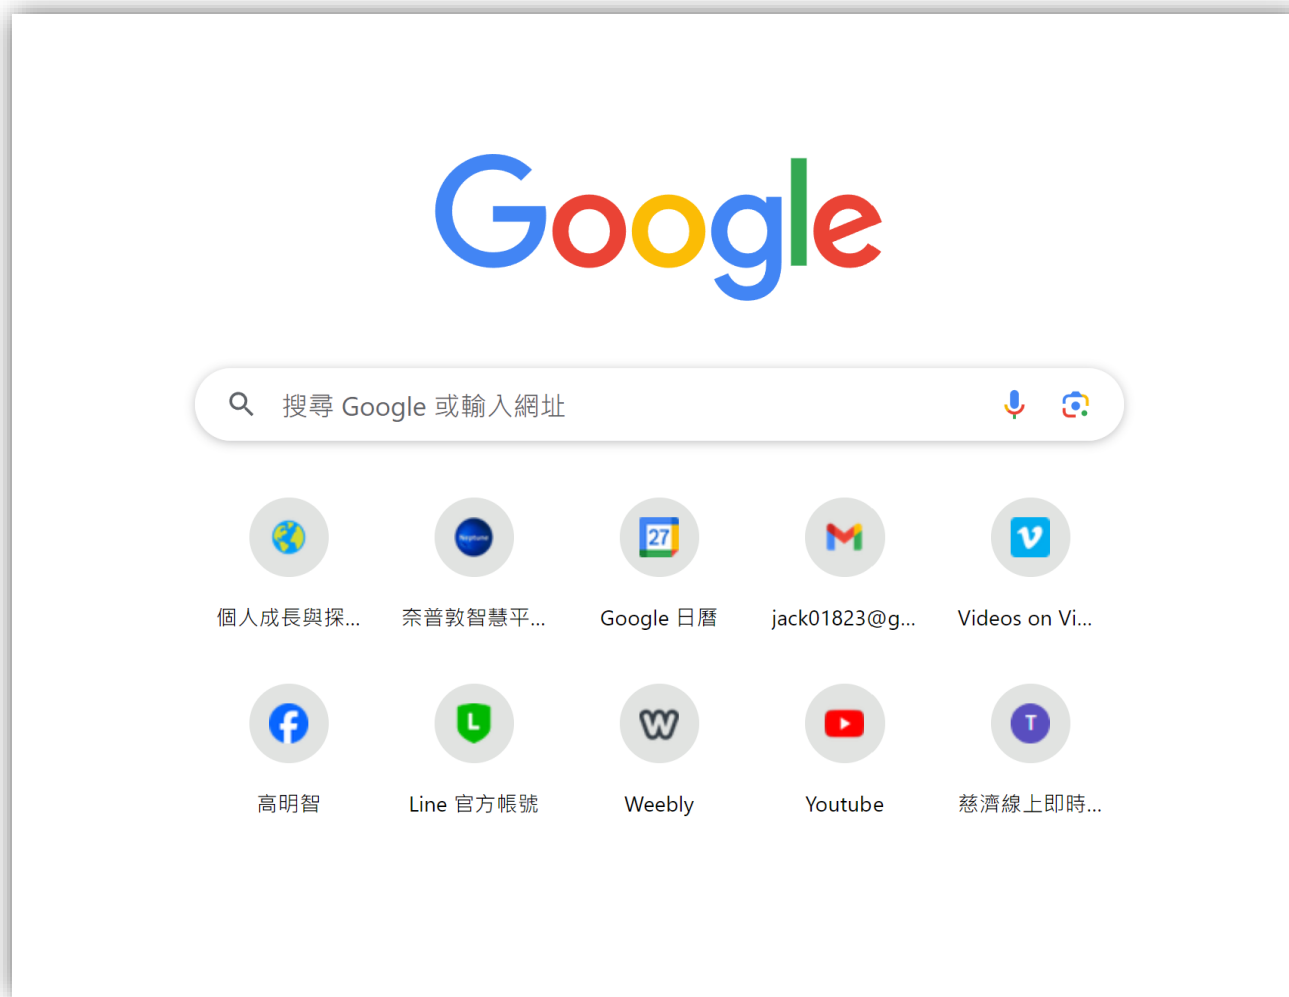 Google
搜尋 Google 或輸入網址
Neptune
27
個人成長與探...
奈普敦智慧平...
Google 日曆
jack01823@g...
Videos on Vi...
L
T
高明智
Line 官方帳號
Weebly
Youtube
慈濟線上即時...